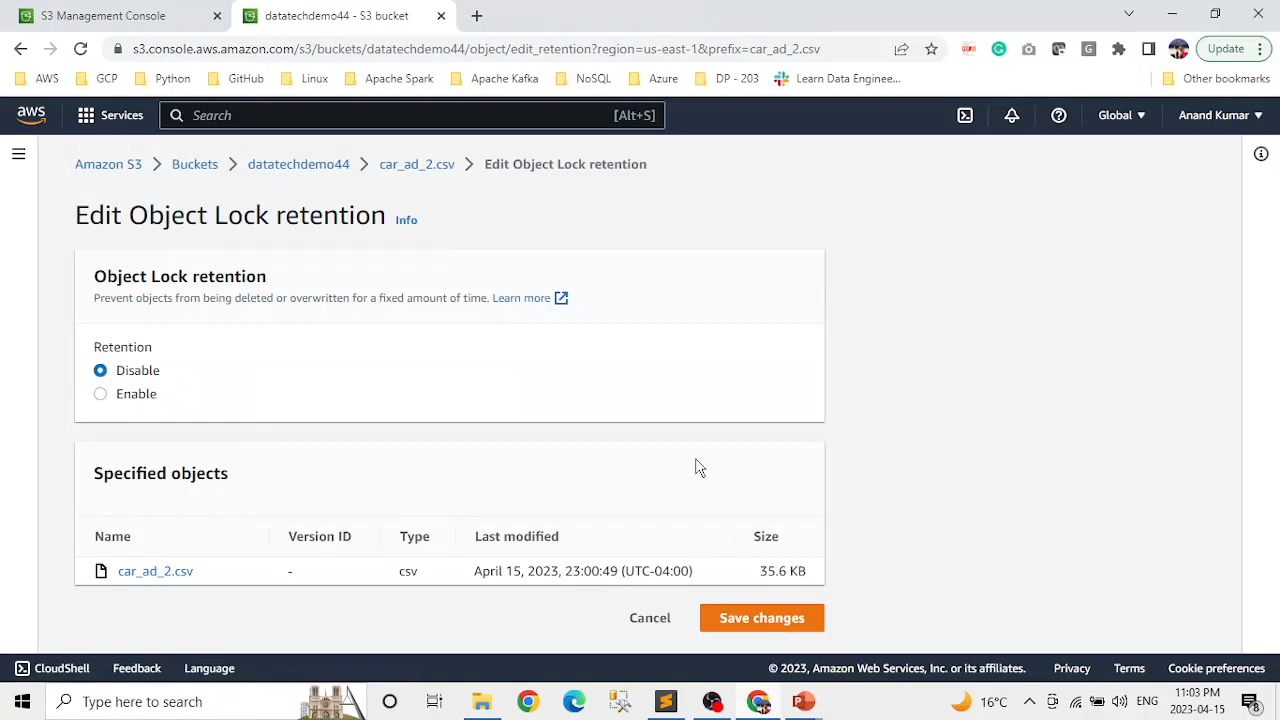 S3 Management Console
datatechdemo44 - S3 bucket
s3.console.aws.amazon.com/s3/buckets/datatechdemo44/object/edit_retention?region=us-east-1&prefix=car_ad_2.csv
Update
AWS GCP Python GitHub Linux Apache Spark Apache Kafka NoSQL Azure DP - 203 Learn Data Enginee... Other bookmarks
aws Services Search [Alt+S] Global Anand Kumar
Amazon S3 Buckets datatechdemo44 car_ad_2.csv Edit Object Lock retention
Edit Object Lock retention Info
Object Lock retention
Prevent objects from being deleted or overwritten for a fixed amount of time. Learn more
Retention
Disable
Enable
Specified objects
Name Version ID Type Last modified Size
car_ad_2.csv - csv April 15, 2023, 23:00:49 (UTC-04:00) 35.6 KB
Cancel Save changes
CloudShell Feedback Language © 2023, Amazon Web Services, Inc. or its affiliates. Privacy Terms Cookie preferences
Type here to search 16°C ENG 11:03 PM
2023-04-15 8